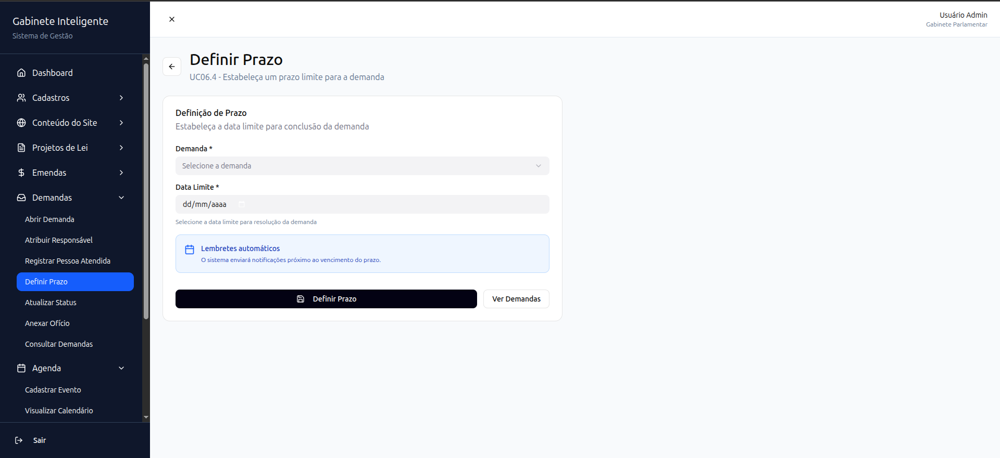 Gabinete Inteligente
Sistema de Gestão
Dashboard
Cadastros
Conteúdo do Site
Projetos de Lei
Emendas
Demandas
Abrir Demanda
Atribuir Responsável
Registrar Pessoa Atendida
Definir Prazo
Atualizar Status
Anexar Ofício
Consultar Demandas
Agenda
Cadastrar Evento
Visualizar Calendário
Sair
Usuário Admin
Gabinete Parlamentar
Definir Prazo
UC06.4 - Estabeleça um prazo limite para a demanda
Definição de Prazo
Estabeleça a data limite para conclusão da demanda
Demanda *
Selecione a demanda
Data Limite *
dd/mm/aaaa
Selecione a data limite para resolução da demanda
Lembretes automáticos
O sistema enviará notificações próximo ao vencimento do prazo.
Definir Prazo
Ver Demandas